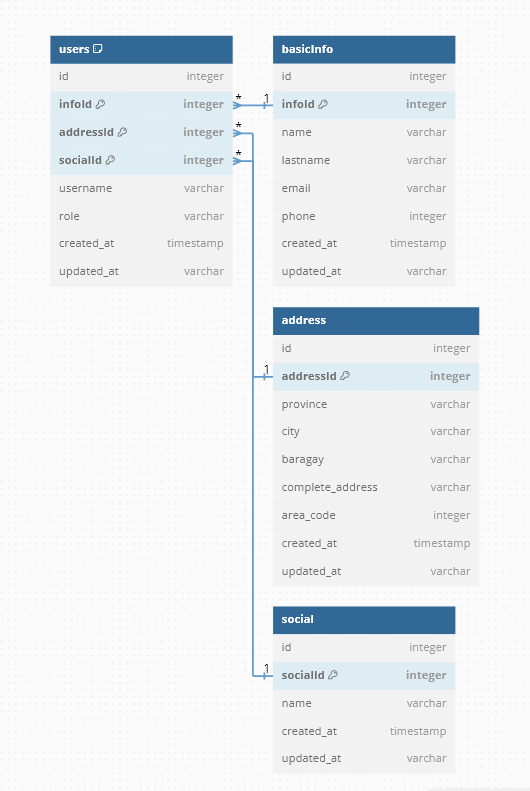 users
id integer
infoId integer
addressId integer
socialId integer
username varchar
role varchar
created_at timestamp
updated_at varchar
* 1
*
*
basicInfo
id integer
infoId integer
name varchar
lastname varchar
email varchar
phone integer
created_at timestamp
updated_at varchar
address
id integer
1
addressId integer
province varchar
city varchar
baragay varchar
complete_address varchar
area_code integer
created_at timestamp
updated_at varchar
social
id integer
1
socialId integer
name varchar
created_at timestamp
updated_at varchar